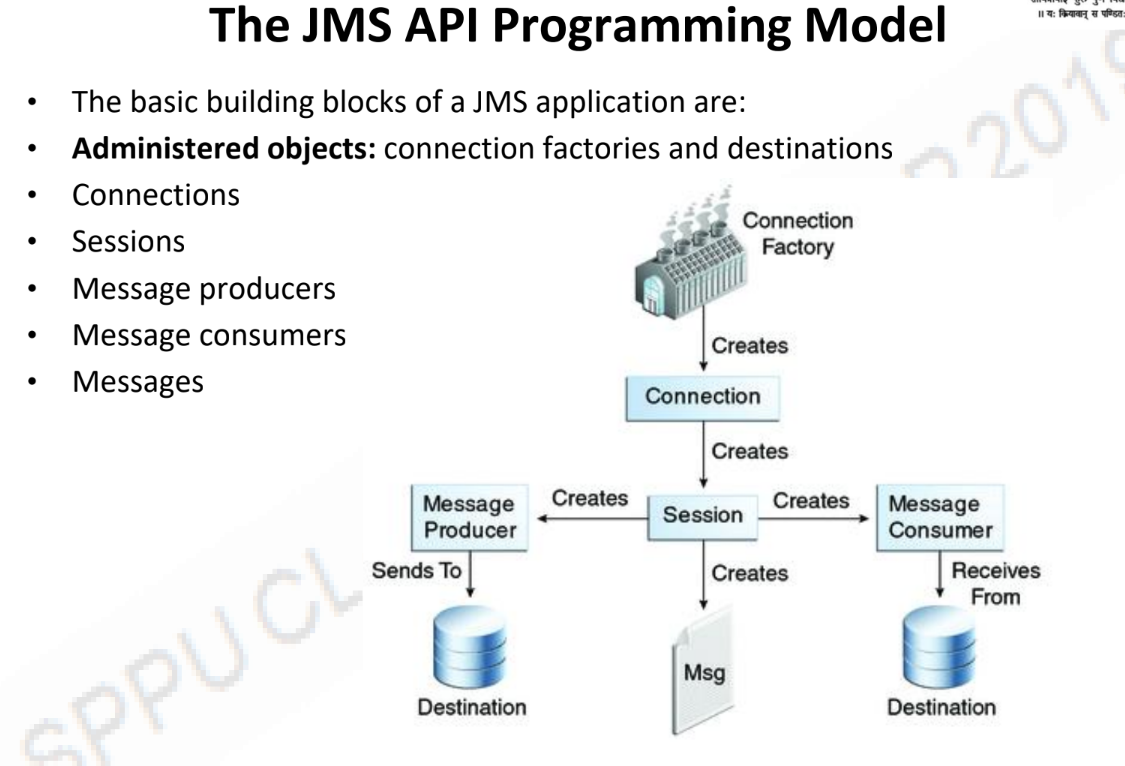 The JMS API Programming Model
॥ यः क्रियावान् स पण्डितः
• The basic building blocks of a JMS application are:
• Administered objects: connection factories and destinations
• Connections
• Sessions
• Message producers
• Message consumers
• Messages
Connection
Factory
Creates
Connection
Creates
Message
Producer
Creates
Session
Creates
Message
Consumer
Sends To
Creates
Receives
From
Msg
Destination
Destination
SPPU CL
P 2019